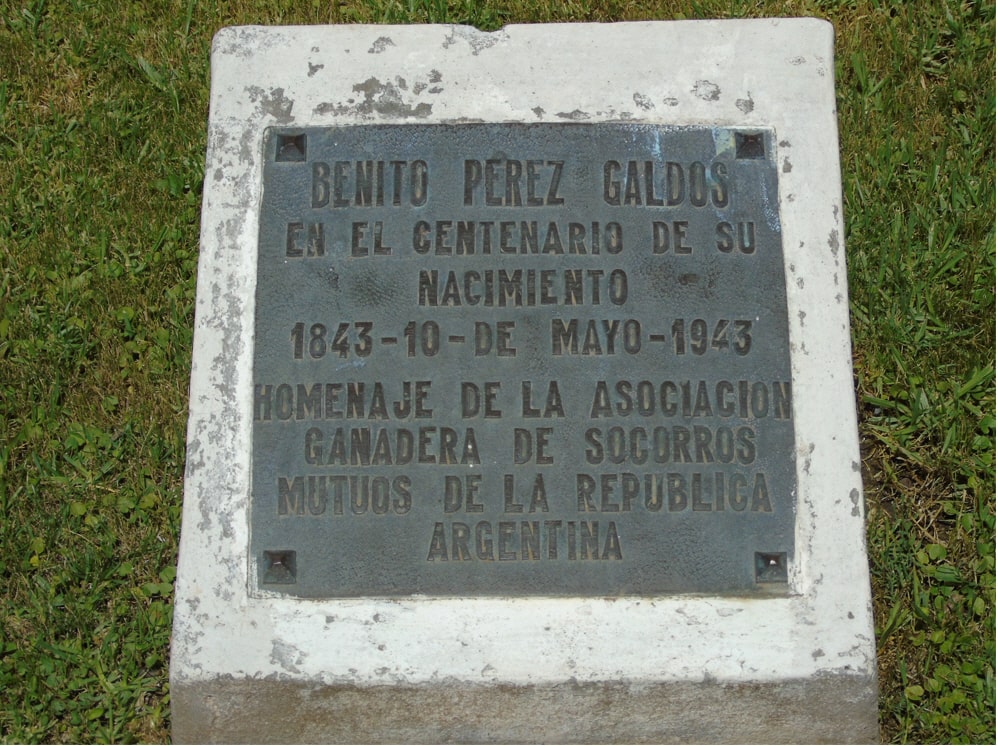 BENITO PEREZ GALDOS
EN EL CENTENARIO DE SU
NACIMIENTO
1843-10-DE MAYO-1943
HOMENAJE DE LA ASOCIACION
GANADERA DE SOCORROS
MUTUOS DE LA REPUBLICA
ARGENTINA